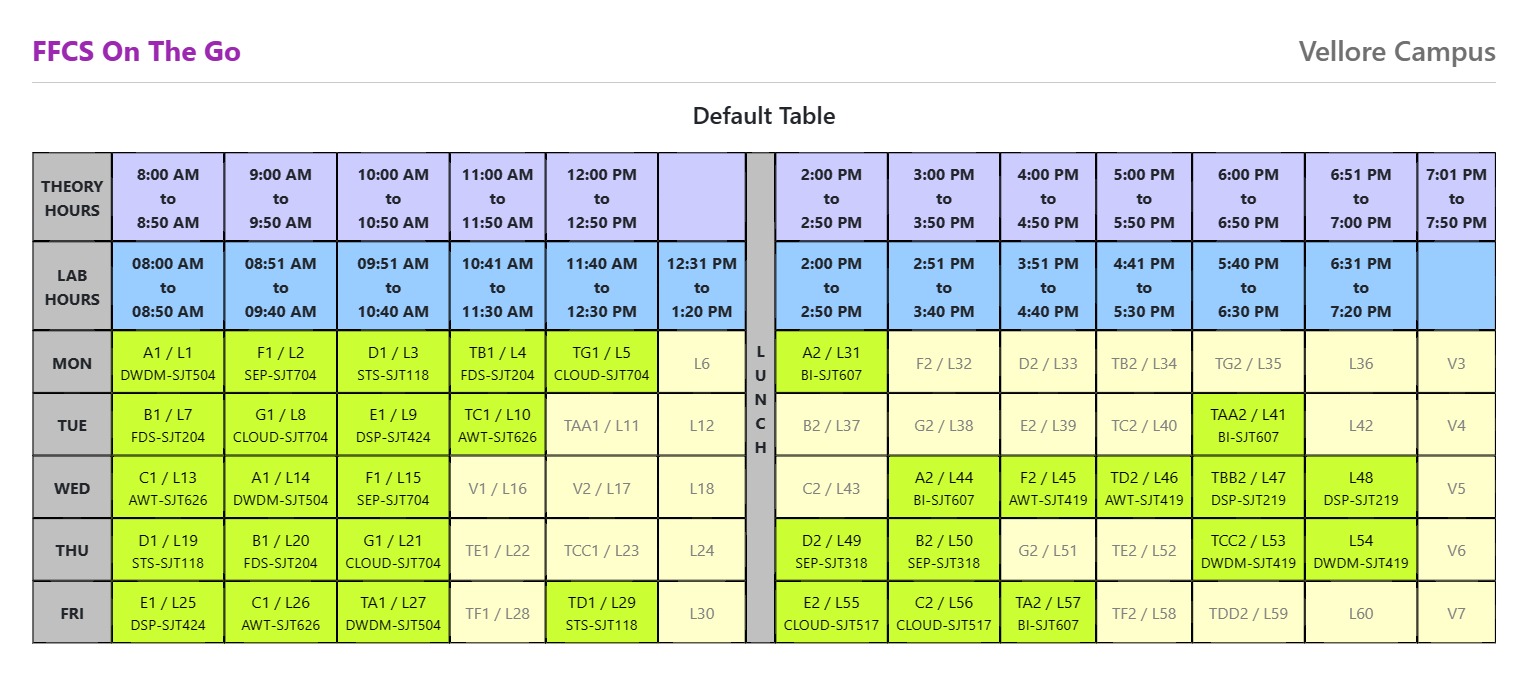 FFCS On The Go
Vellore Campus
Default Table
THEORY HOURS
8:00 AM to 8:50 AM
9:00 AM to 9:50 AM
10:00 AM to 10:50 AM
11:00 AM to 11:50 AM
12:00 PM to 12:50 PM
2:00 PM to 2:50 PM
3:00 PM to 3:50 PM
4:00 PM to 4:50 PM
5:00 PM to 5:50 PM
6:00 PM to 6:50 PM
6:51 PM to 7:00 PM
7:01 PM to 7:50 PM
LAB HOURS
08:00 AM to 08:50 AM
08:51 AM to 09:40 AM
09:51 AM to 10:40 AM
10:41 AM to 11:30 AM
11:40 AM to 12:30 PM
12:31 PM to 1:20 PM
LUNCH
2:00 PM to 2:50 PM
2:51 PM to 3:40 PM
3:51 PM to 4:40 PM
4:41 PM to 5:30 PM
5:40 PM to 6:30 PM
6:31 PM to 7:20 PM
MON
A1 / L1
DWDM-SJT504
F1 / L2
SEP-SJT704
D1 / L3
STS-SJT118
TB1 / L4
FDS-SJT204
TG1 / L5
CLOUD-SJT704
L6
A2 / L31
BI-SJT607
F2 / L32
D2 / L33
TB2 / L34
TG2 / L35
L36
V3
TUE
B1 / L7
FDS-SJT204
G1 / L8
CLOUD-SJT704
E1 / L9
DSP-SJT424
TC1 / L10
AWT-SJT626
TAA1 / L11
L12
B2 / L37
G2 / L38
E2 / L39
TC2 / L40
TAA2 / L41
BI-SJT607
L42
V4
WED
C1 / L13
AWT-SJT626
A1 / L14
DWDM-SJT504
F1 / L15
SEP-SJT704
V1 / L16
V2 / L17
L18
C2 / L43
A2 / L44
BI-SJT607
F2 / L45
AWT-SJT419
TD2 / L46
AWT-SJT419
TBB2 / L47
DSP-SJT219
L48
DSP-SJT219
V5
THU
D1 / L19
STS-SJT118
B1 / L20
FDS-SJT204
G1 / L21
CLOUD-SJT704
TE1 / L22
TCC1 / L23
L24
D2 / L49
SEP-SJT318
B2 / L50
SEP-SJT318
G2 / L51
TE2 / L52
TCC2 / L53
DWDM-SJT419
L54
DWDM-SJT419
V6
FRI
E1 / L25
DSP-SJT424
C1 / L26
AWT-SJT626
TA1 / L27
DWDM-SJT504
TF1 / L28
TD1 / L29
STS-SJT118
L30
E2 / L55
CLOUD-SJT517
C2 / L56
CLOUD-SJT517
TA2 / L57
BI-SJT607
TF2 / L58
TDD2 / L59
L60
V7